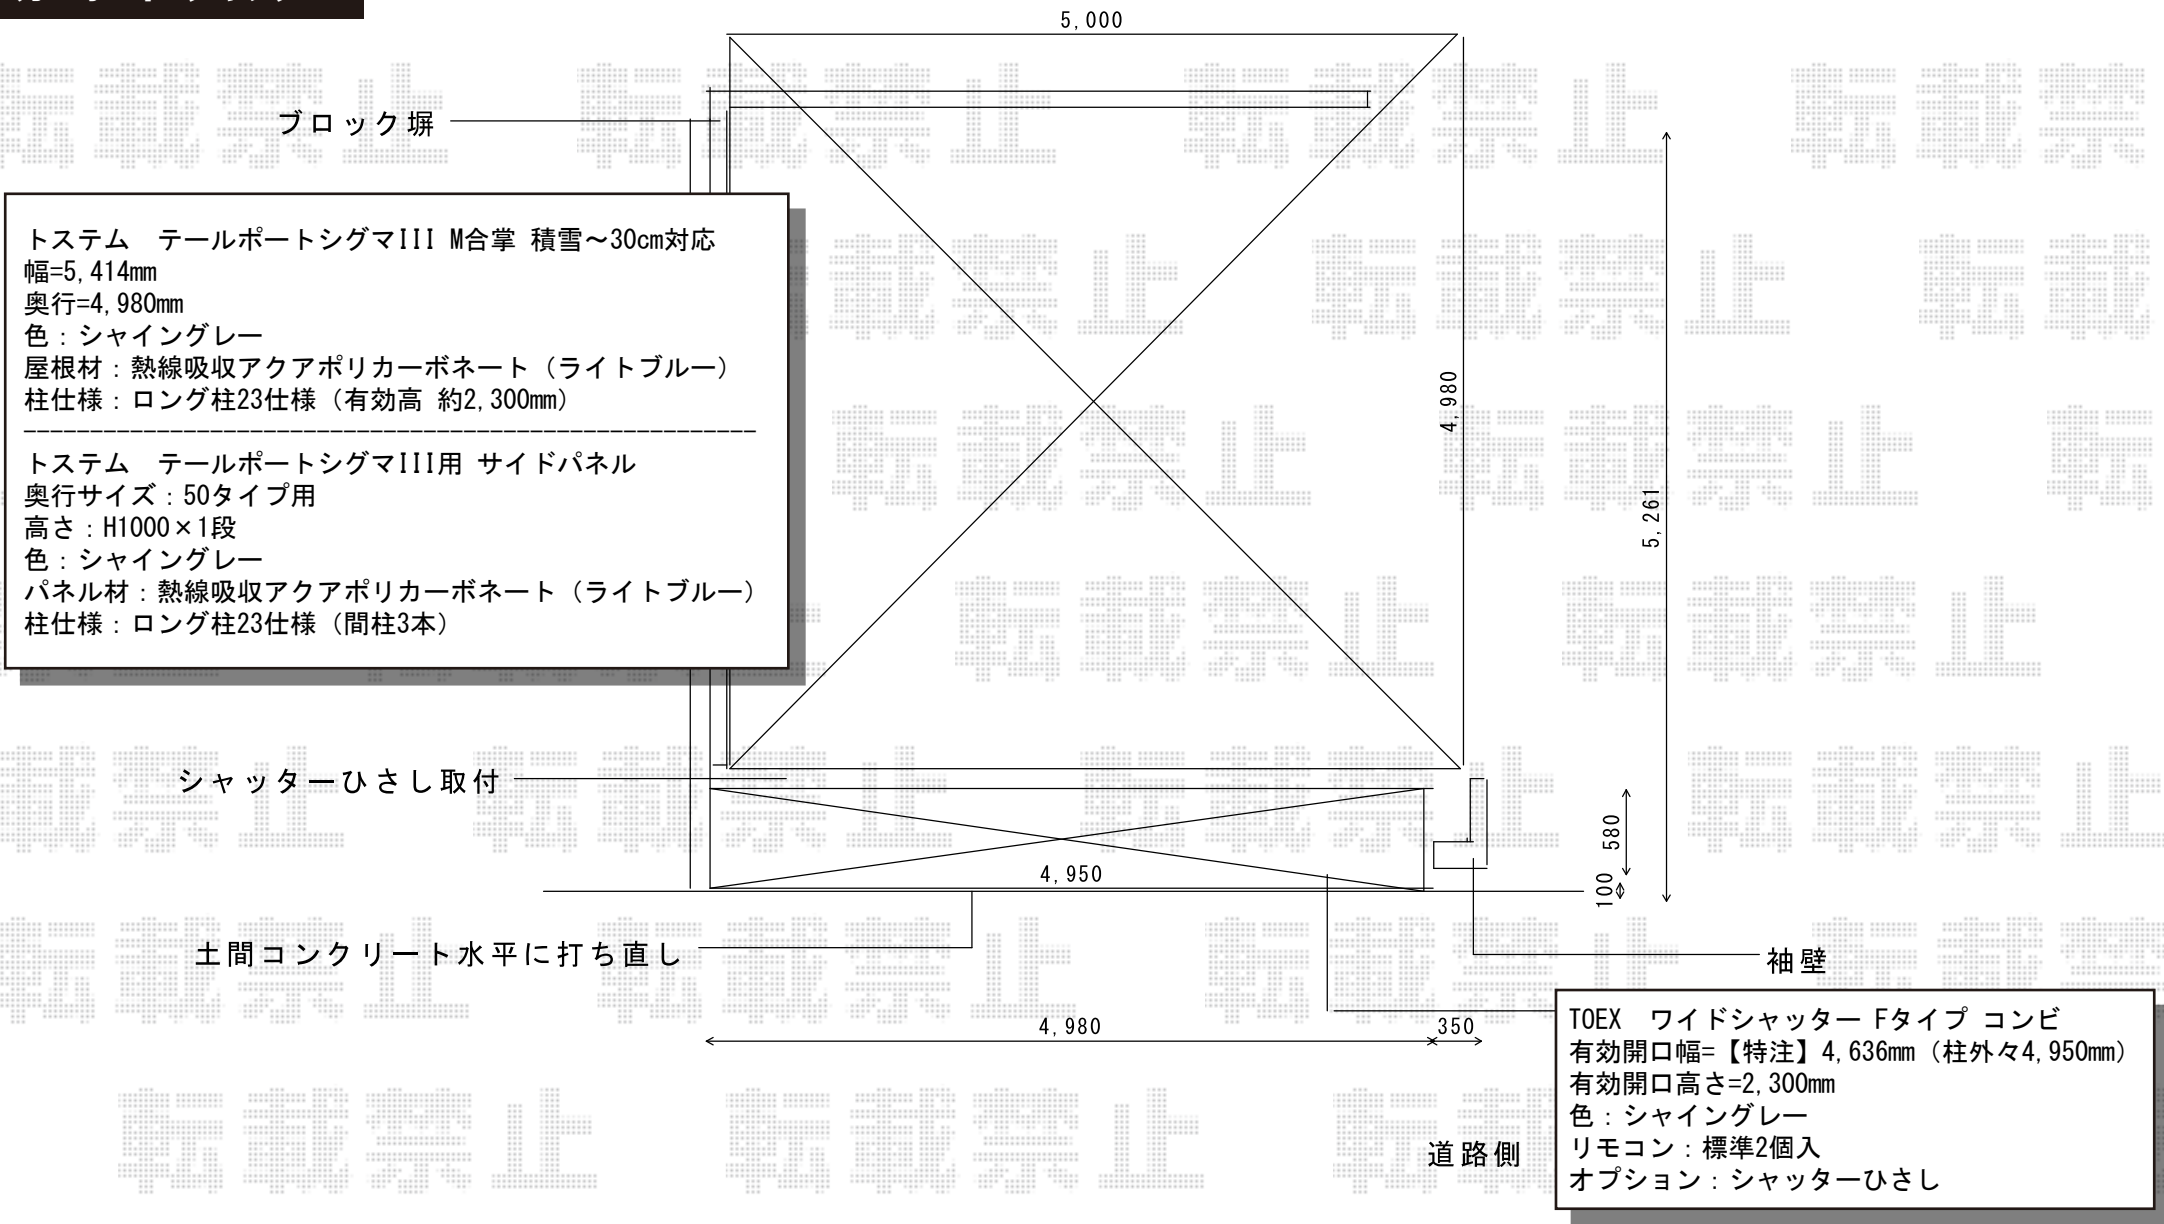 5,000
ブロック塀
トステム　テールポートシグマIII M合掌 積雪～30cm対応
幅=5,414mm
奥行=4,980mm
色：シャイングレー
屋根材：熱線吸収アクアポリカーボネート（ライトブルー）
柱仕様：ロング柱23仕様（有効高 約2,300mm）
トステム　テールポートシグマIII用 サイドパネル
奥行サイズ：50タイプ用
高さ：H1000×1段
色：シャイングレー
パネル材：熱線吸収アクアポリカーボネート（ライトブルー）
柱仕様：ロング柱23仕様（間柱3本）
4,980
5,261
シャッターひさし取付
580
100
4,950
土間コンクリート水平に打ち直し
袖壁
4,980
350
TOEX　ワイドシャッター Fタイプ コンビ
有効開口幅=【特注】4,636mm（柱外々4,950mm）
有効開口高さ=2,300mm
色：シャイングレー
リモコン：標準2個入
オプション：シャッターひさし
道路側
転載禁止